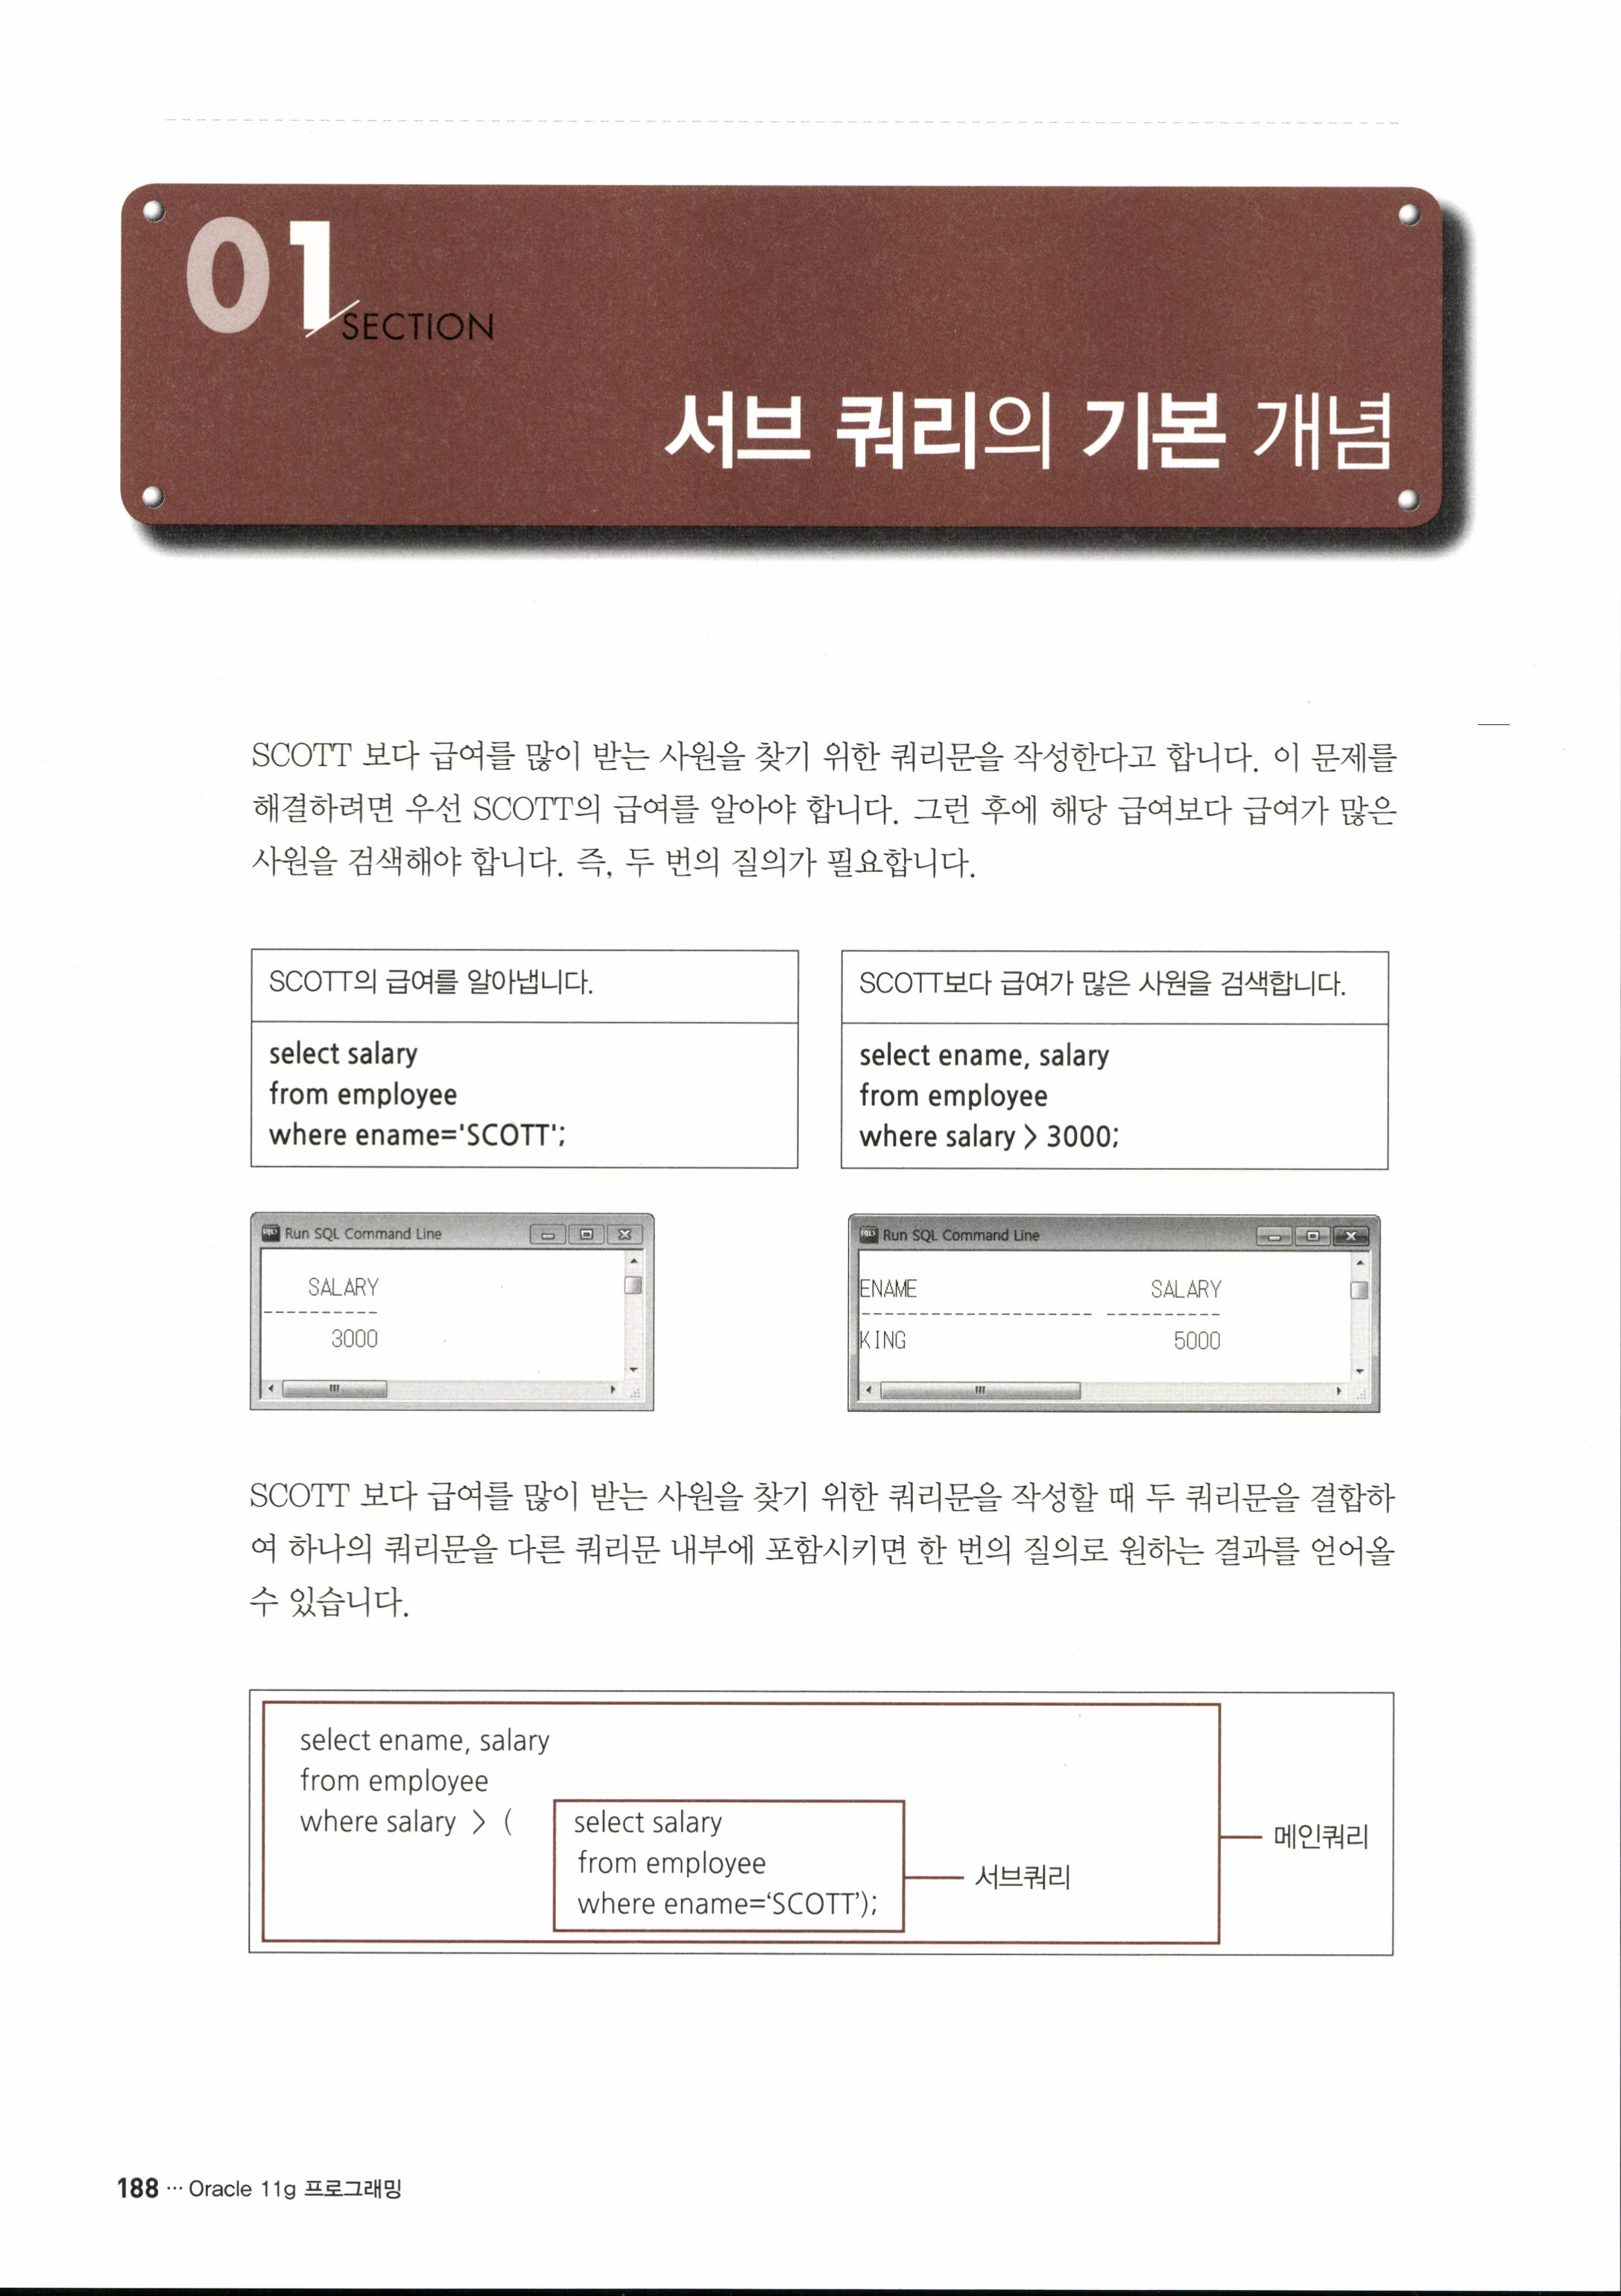 01
SECTION
서브 쿼리의 기본 개념
SCOTT 보다 급여를 많이 받는 사원을 찾기 위한 쿼리문을 작성한다고 합니다. 이 문제를
해결하려면 우선 SCOTT의 급여를 알아야 합니다. 그런 후에 해당 급여보다 급여가 많은
사원을 검색해야 합니다. 즉, 두 번의 질의가 필요합니다.
SCOTT의 급여를 알아냅니다.
select salary
from employee
where ename='SCOTT';
SCOTT보다 급여가 많은 사원을 검색합니다.
select ename, salary
from employee
where salary > 3000;
Run SQL Command Line
SALARY
----------
3000
Run SQL Command Line
ENAME SALARY
-------------------- ----------
KING 5000
SCOTT 보다 급여를 많이 받는 사원을 찾기 위한 쿼리문을 작성할 때 두 쿼리문을 결합하
여 하나의 쿼리문을 다른 쿼리문 내부에 포함시키면 한 번의 질의로 원하는 결과를 얻어올
수 있습니다.
select ename, salary
from employee
where salary > ( select salary
from employee
where ename=‘SCOTT’);
서브쿼리
메인쿼리
188 ··· Oracle 11g 프로그래밍